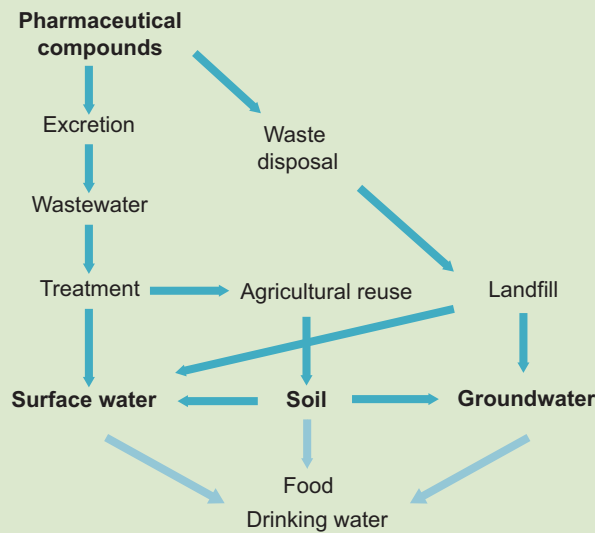 Pharmaceutical
compounds
Excretion
Waste
disposal
Wastewater
Treatment
Agricultural reuse
Landfill
Surface water
Soil
Groundwater
Food
Drinking water